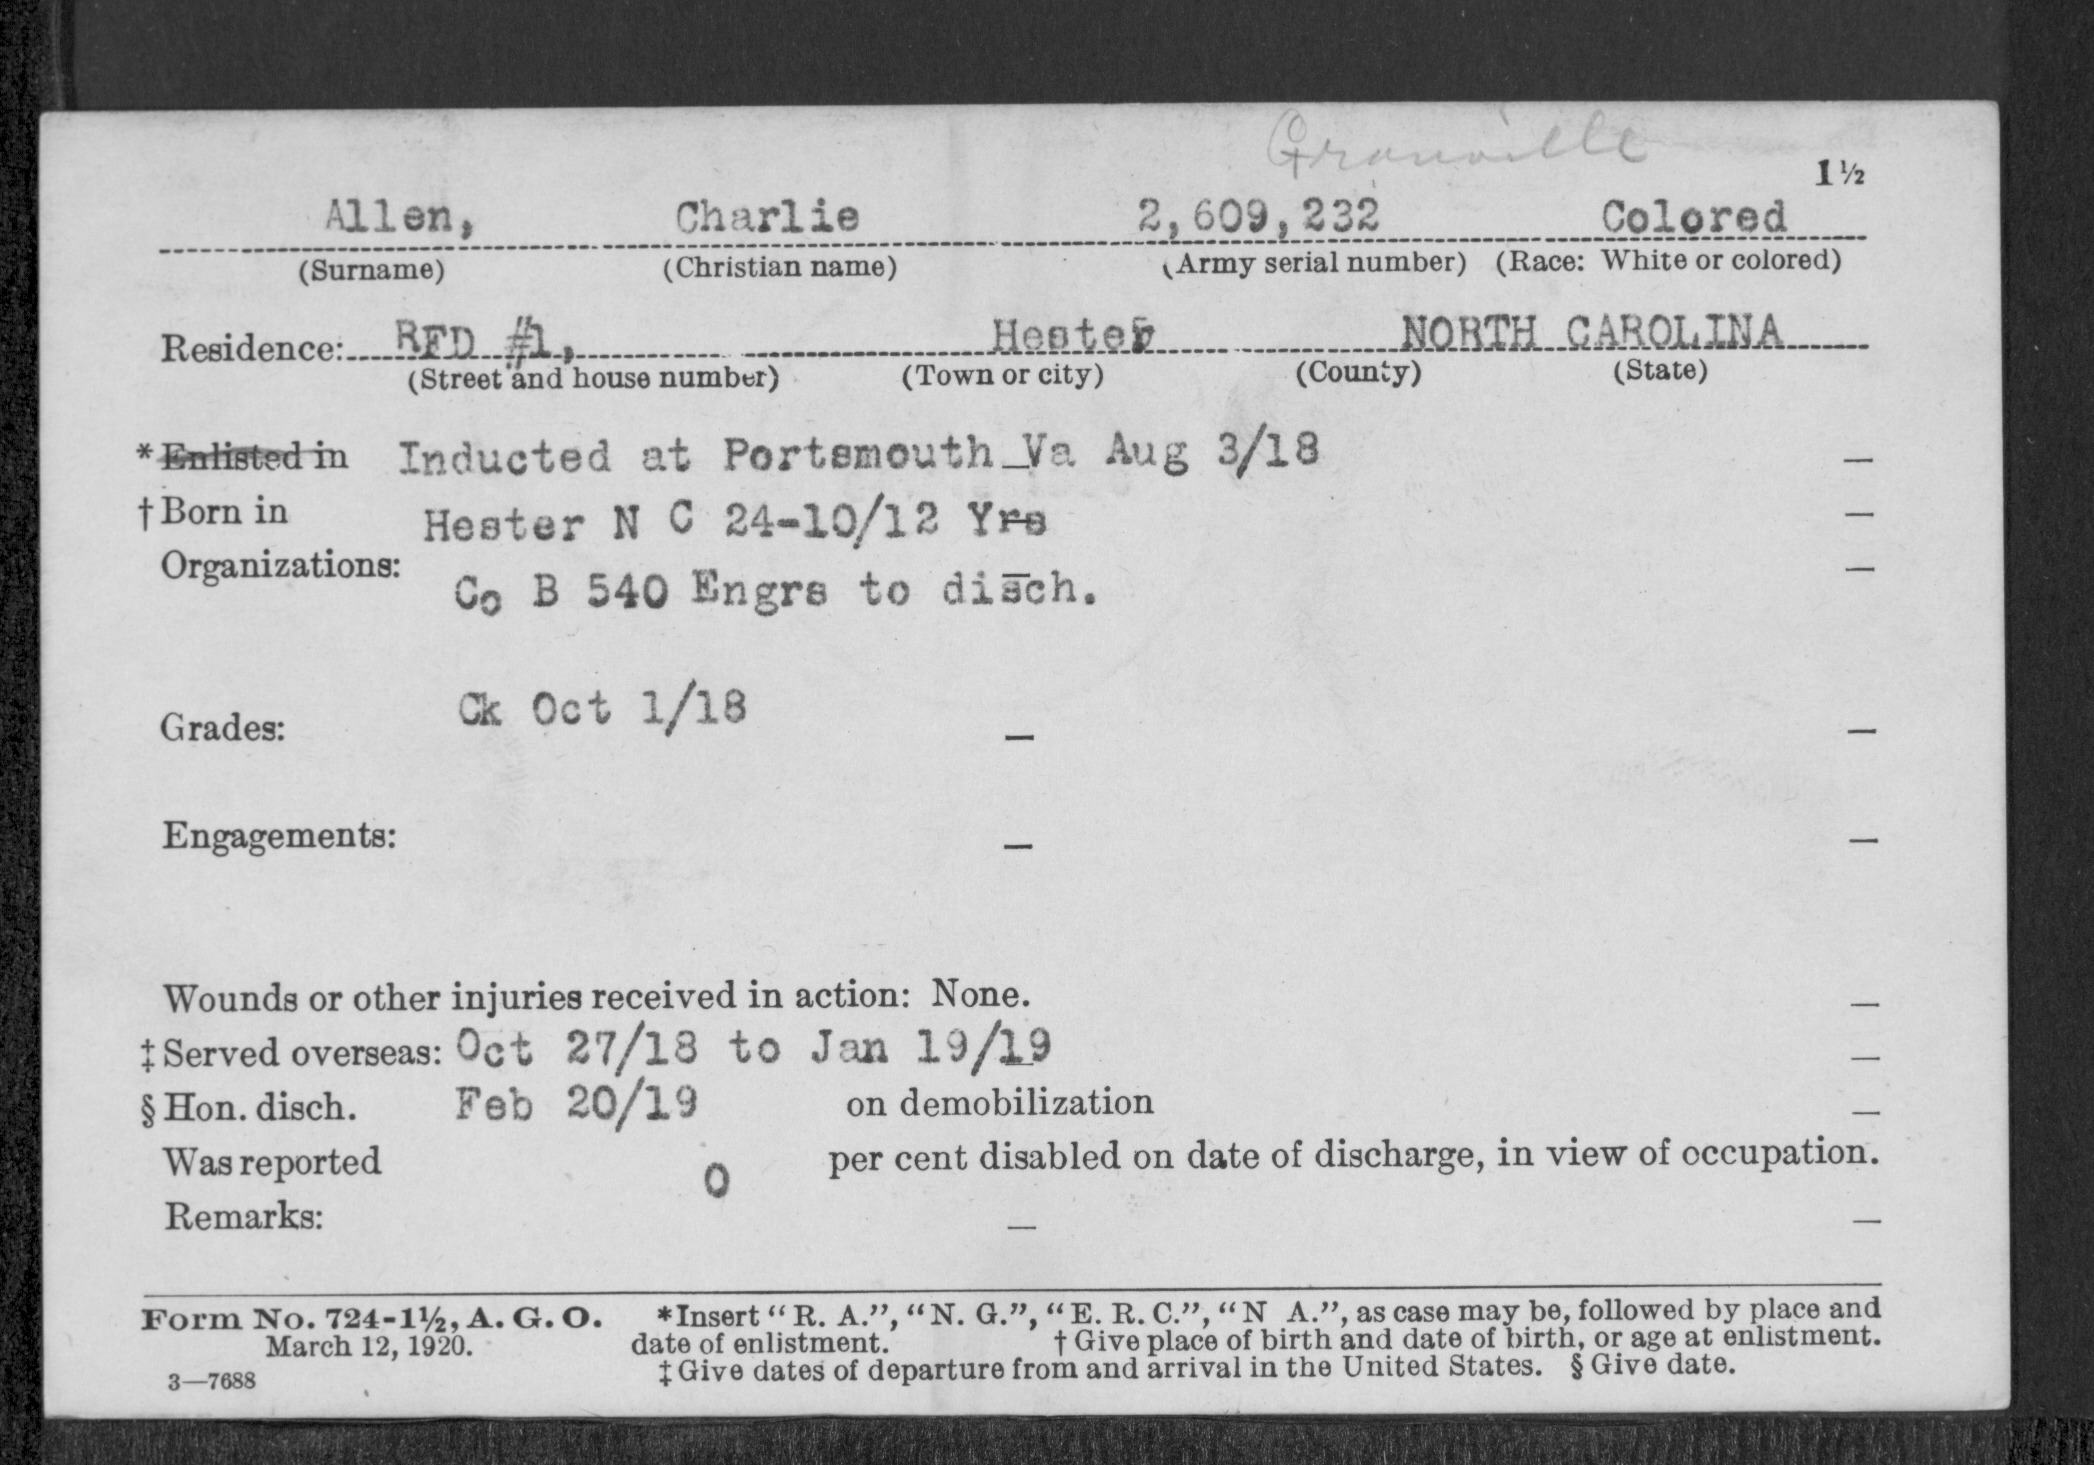 Granville
1½
Allen, Charlie 2,609,232 Colored
(Surname) (Christian name) (Army serial number) (Race: White or colored)
Residence: RFD #1, Hester NORTH CAROLINA
(Street and house number) (Town or city) (County) (State)
* Enlisted in Inducted at Portsmouth Va Aug 3/18 —
† Born in Hester N C 24-10/12 Yrs —
Organizations: —
Co B 540 Engrs to disch.
Ck Oct 1/18
Grades: — —
Engagements: — —
Wounds or other injuries received in action: None. —
‡ Served overseas: Oct 27/18 to Jan 19/19 —
§ Hon. disch. Feb 20/19 on demobilization —
Was reported 0 per cent disabled on date of discharge, in view of occupation.
Remarks: — —
Form No. 724-1½, A. G. O. *Insert “R. A.”, “N. G.”, “E. R. C.”, “N A.”, as case may be, followed by place and
March 12, 1920. date of enlistment. † Give place of birth and date of birth, or age at enlistment.
3—7688 ‡ Give dates of departure from and arrival in the United States. § Give date.